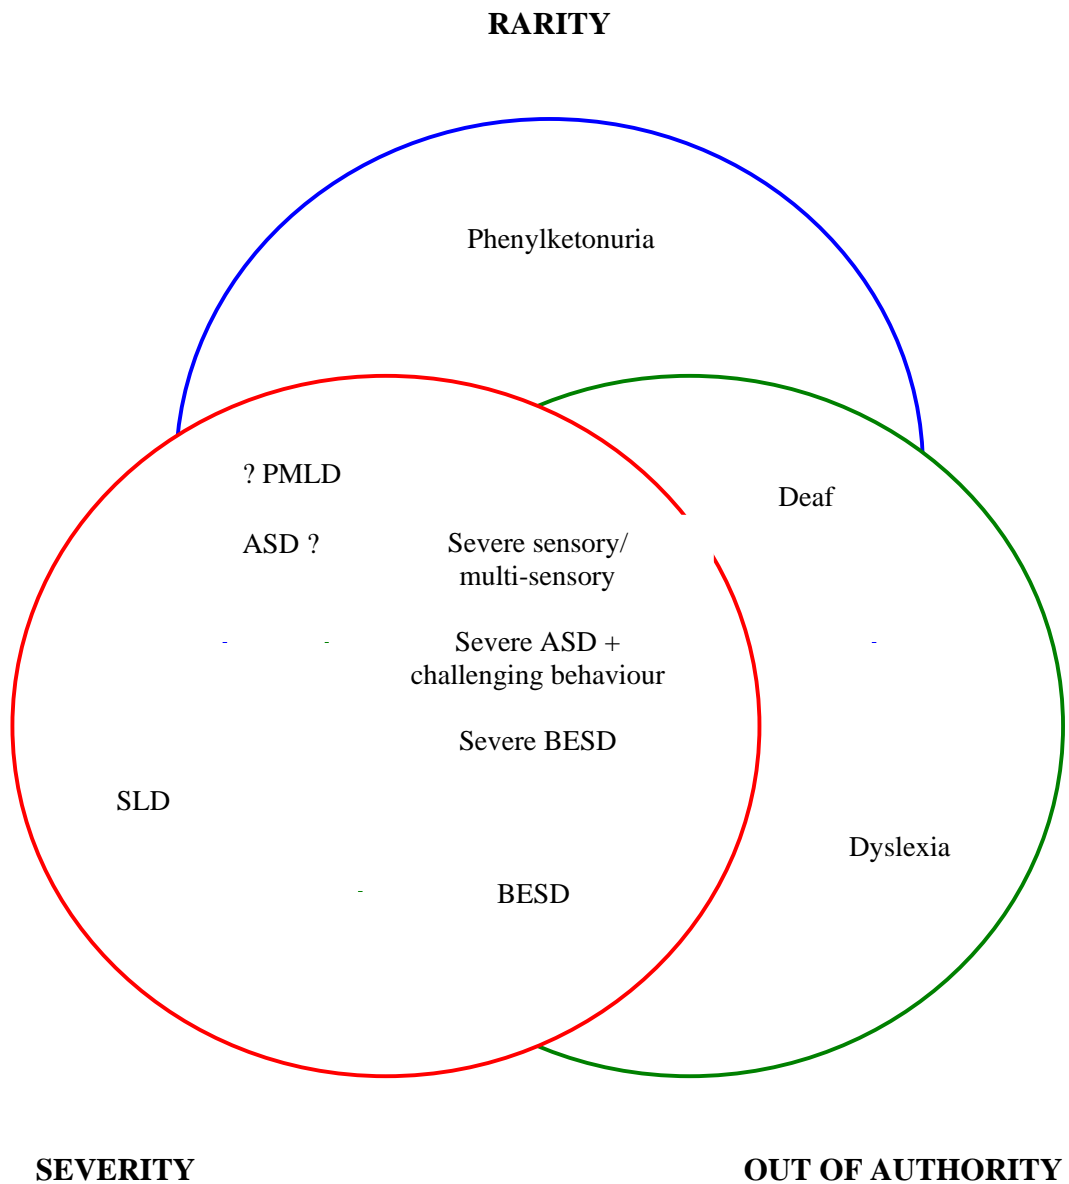 RARITY
Phenylketonuria
? PMLD
Deaf
ASD ?
Severe sensory/
multi-sensory
Severe ASD +
challenging behaviour
Severe BESD
SLD
Dyslexia
BESD
SEVERITY
OUT OF AUTHORITY